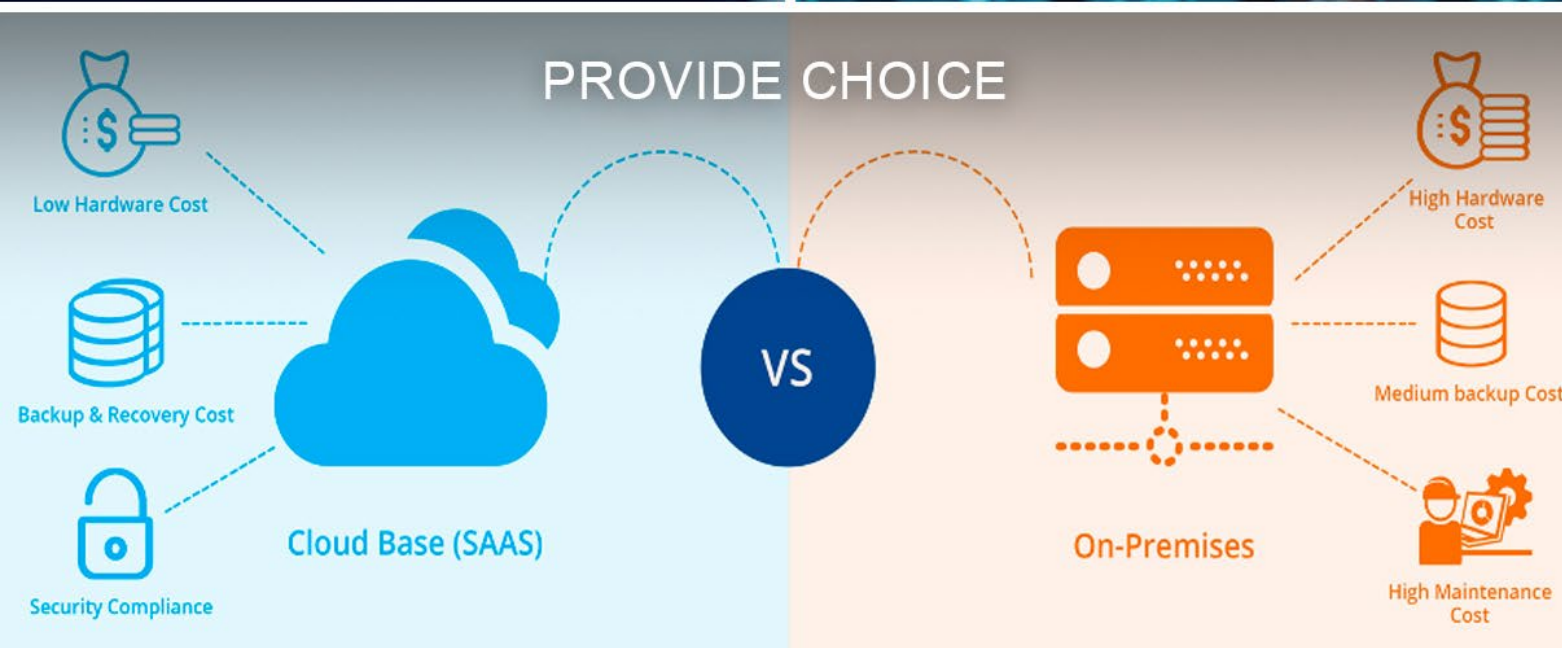 PROVIDE CHOICE
Low Hardware Cost
Backup & Recovery Cost
Security Compliance
Cloud Base (SAAS)
VS
On-Premises
High Hardware
Cost
Medium backup Cost
High Maintenance
Cost